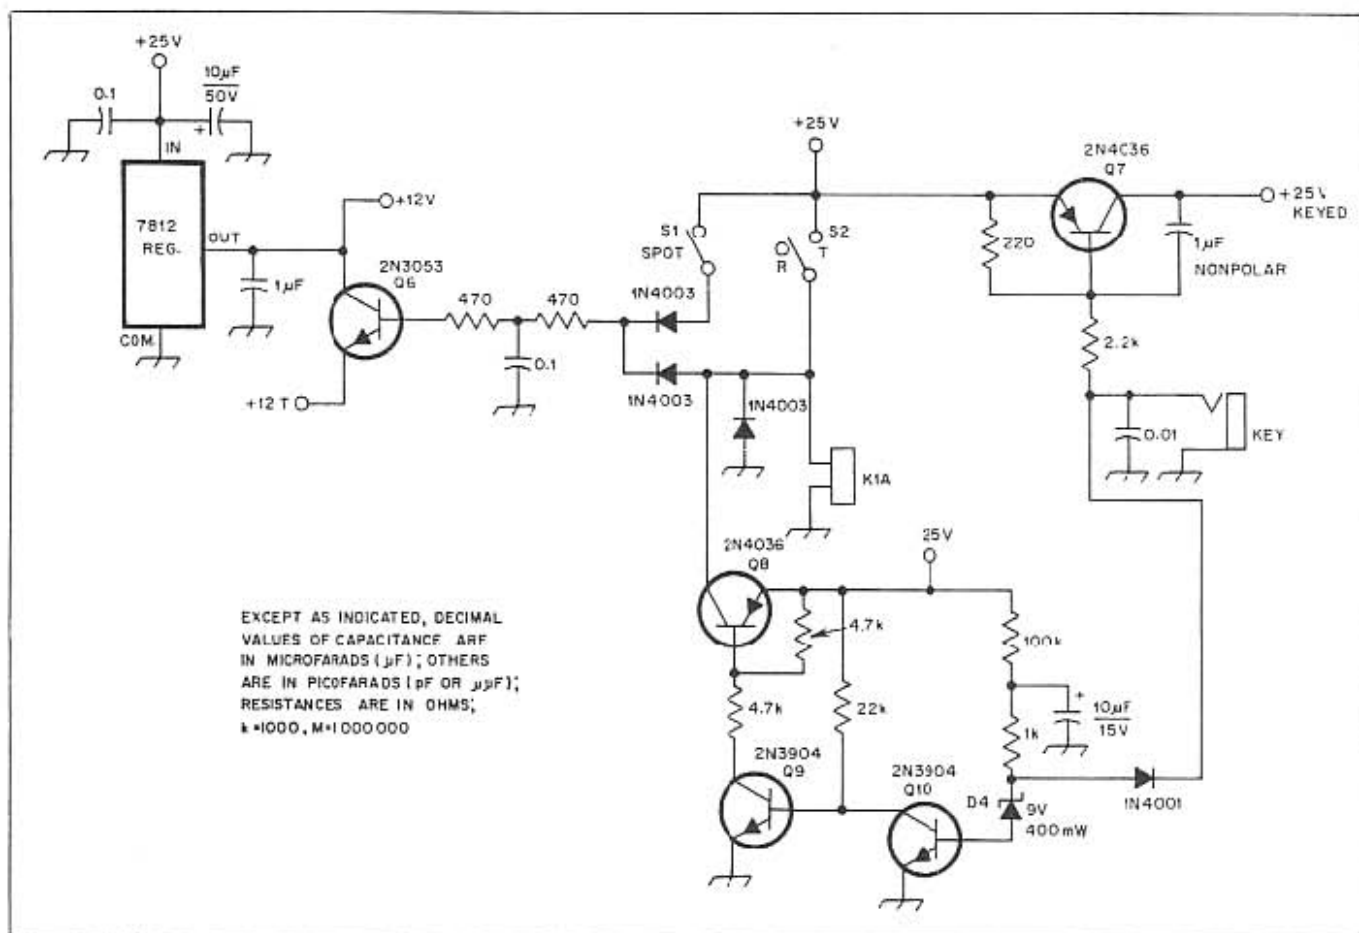 +25V
0.1
10µF
50V
+
IN
7812
REG.
OUT
COM.
1µF
+12V
2N3053
Q6
+12T
470
470
0.1
1N4003
1N4003
1N4003
S1
SPOT
+25V
S2
T
R
K1A
2N4C36
Q7
220
1µF
NONPOLAR
+25V
KEYED
2.2k
0.01
KEY
2N4036
Q8
25V
4.7k
4.7k
22k
100k
+
10µF
15V
1k
2N3904
Q9
2N3904
Q10
D4
9V
400mW
1N4001
EXCEPT AS INDICATED, DECIMAL
VALUES OF CAPACITANCE ARE
IN MICROFARADS (µF); OTHERS
ARE IN PICOFARADS (pF OR µµF);
RESISTANCES ARE IN OHMS;
k=1000, M=1000000